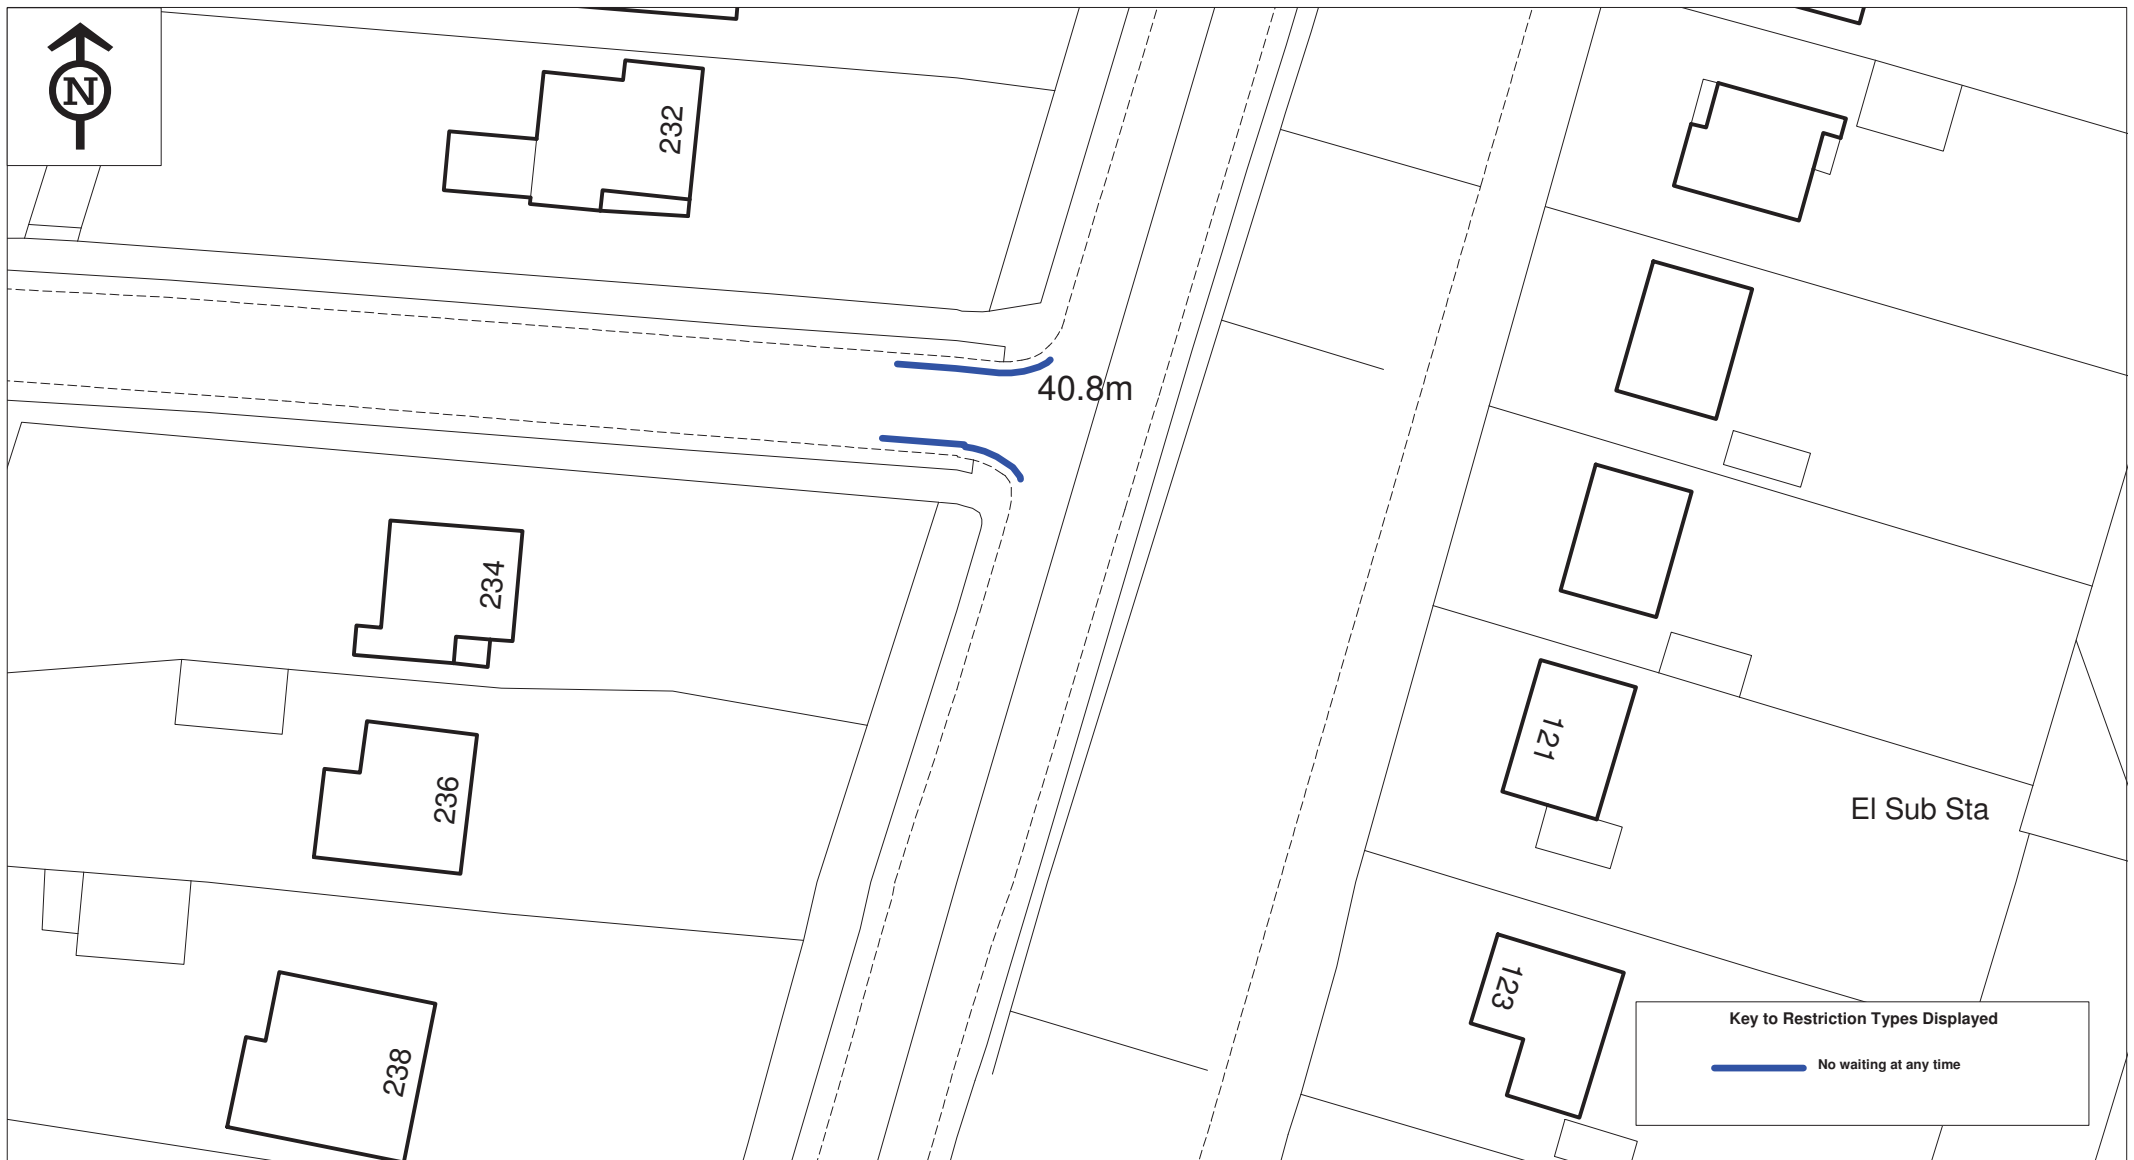 N
232
40.8m
234
121
236
El Sub Sta
123
238
Key to Restriction Types Displayed
No waiting at any time